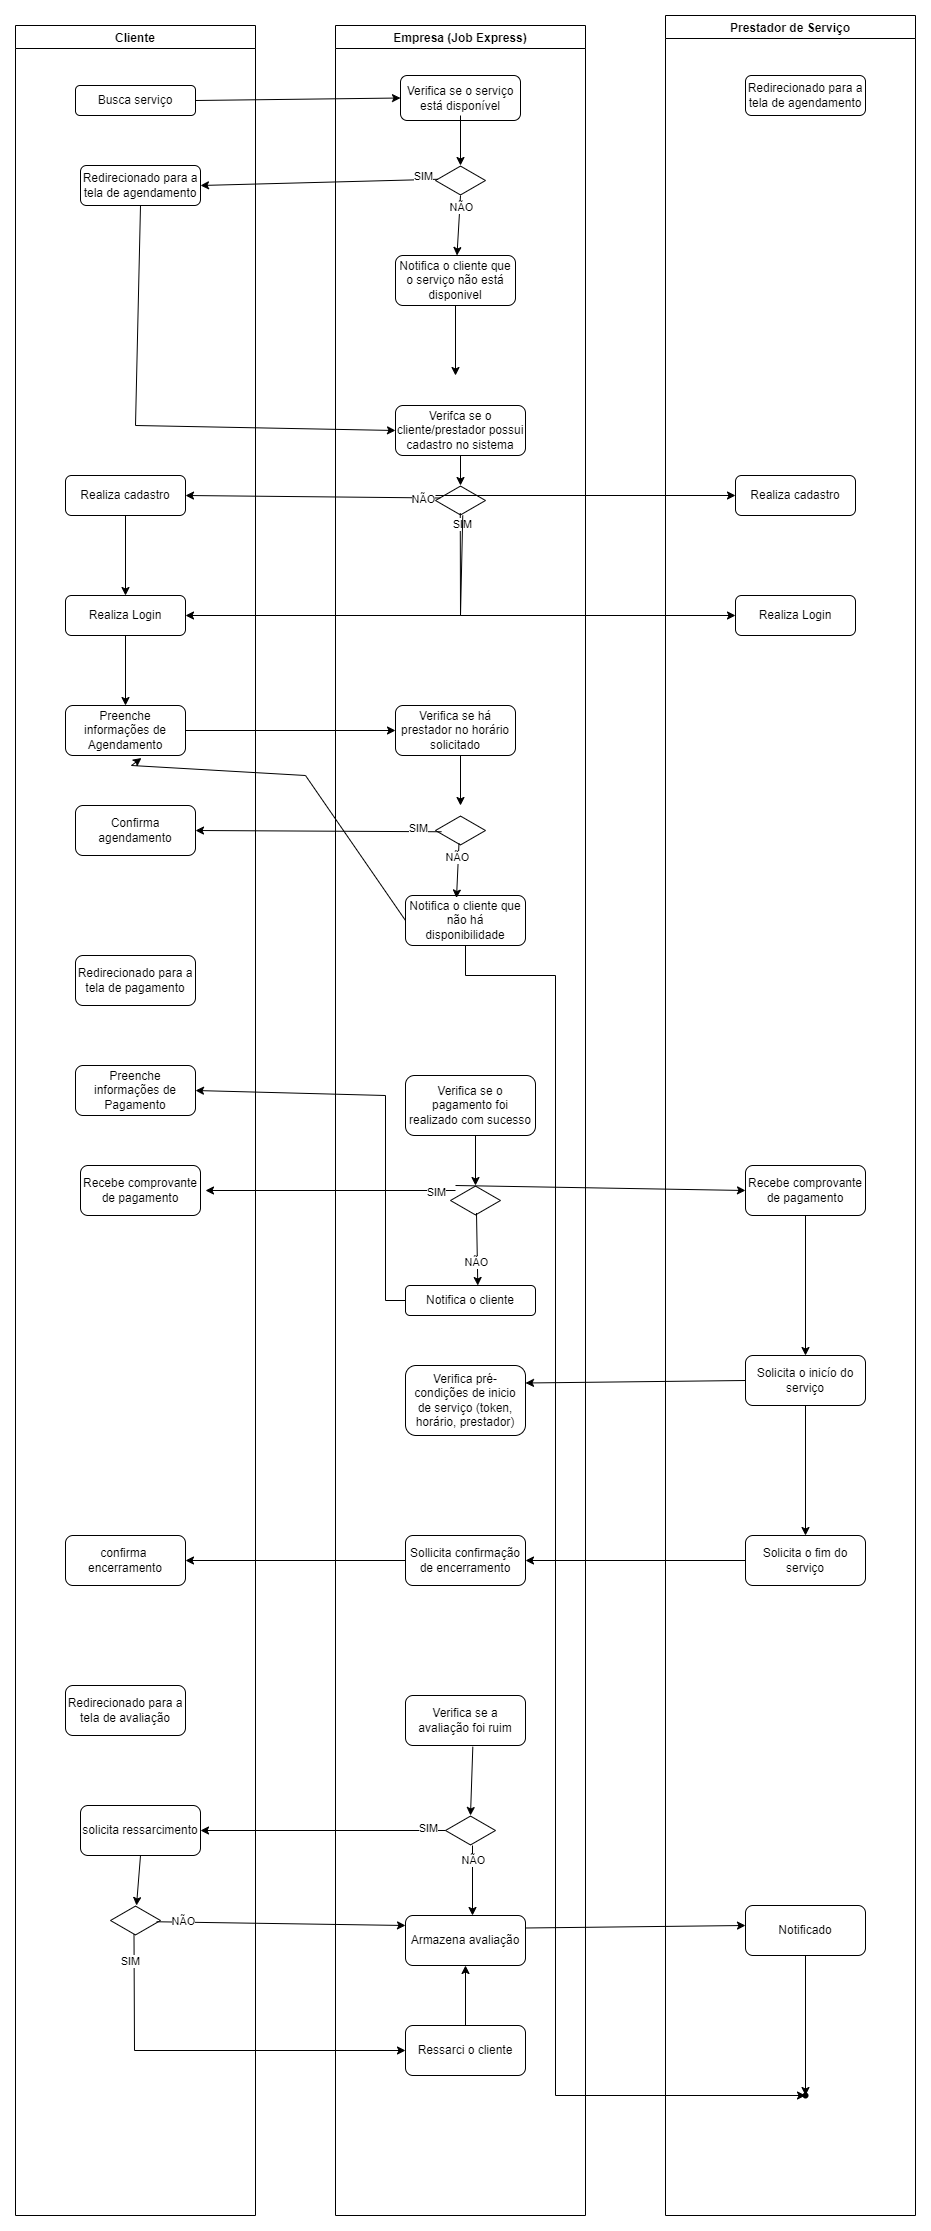 Cliente
Empresa (Job Express)
Prestador de Serviço
Busca serviço
Verifica se o serviço
está disponível
Redirecionado para a
tela de agendamento
Redirecionado para a
tela de agendamento
SIM
NÃO
Notifica o cliente que
o serviço não está
disponivel
Verifca se o
cliente/prestador possui
cadastro no sistema
Realiza cadastro
NÃO
Realiza cadastro
SIM
Realiza Login
Realiza Login
Preenche
informações de
Agendamento
Verifica se há
prestador no horário
solicitado
Confirma
agendamento
SIM
NÃO
Notifica o cliente que
não há
disponibilidade
Redirecionado para a
tela de pagamento
Preenche
informações de
Pagamento
Verifica se o
pagamento foi
realizado com sucesso
Recebe comprovante
de pagamento
SIM
Recebe comprovante
de pagamento
NÃO
Notifica o cliente
Verifica pré-
condições de inicio
de serviço (token,
horário, prestador)
Solicita o inicío do
serviço
confirma
encerramento
Sollicita confirmação
de encerramento
Solicita o fim do
serviço
Redirecionado para a
tela de avaliação
Verifica se a
avaliação foi ruim
solicita ressarcimento
SIM
NÃO
NÃO
Armazena avaliação
Notificado
SIM
Ressarci o cliente